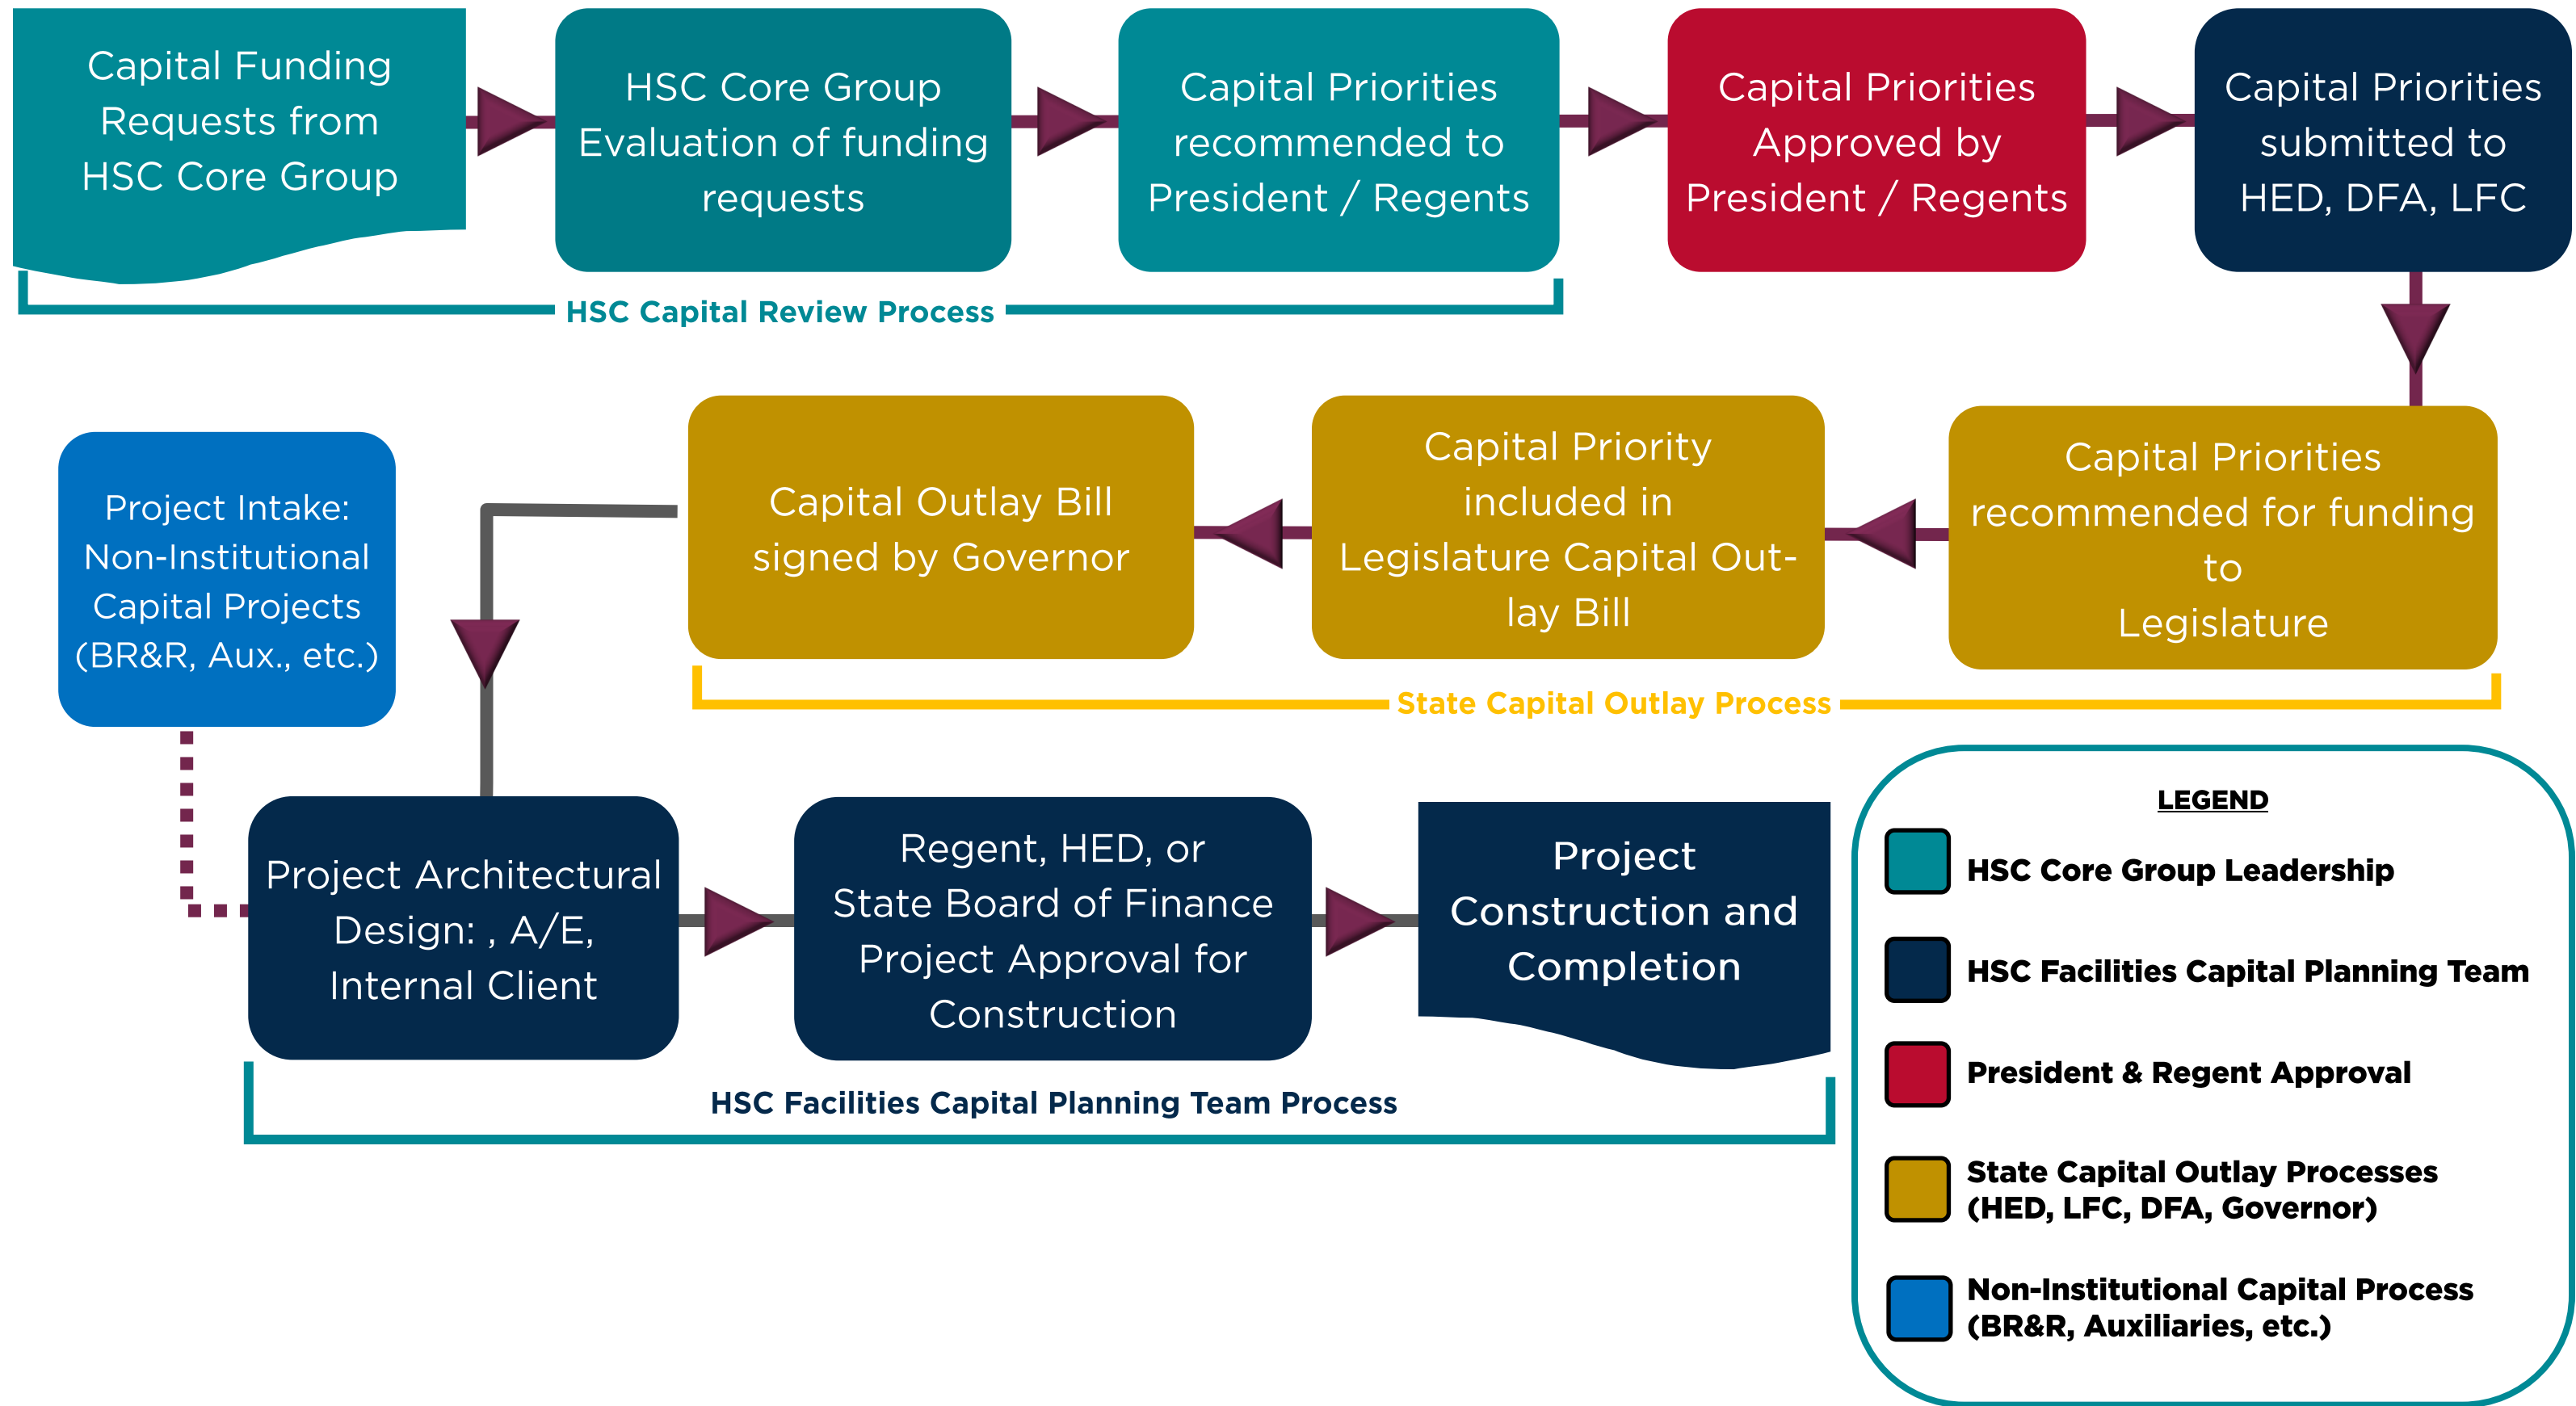 Capital Funding
Requests from
HSC Core Group
HSC Core Group
Evaluation of funding
requests
Capital Priorities
recommended to
President / Regents
Capital Priorities
Approved by
President / Regents
Capital Priorities
submitted to
HED, DFA, LFC
HSC Capital Review Process
Project Intake:
Non-Institutional
Capital Projects
(BR&R, Aux., etc.)
Capital Outlay Bill
signed by Governor
Capital Priority
included in
Legislature Capital Out-
lay Bill
Capital Priorities
recommended for funding
to
Legislature
State Capital Outlay Process
Project Architectural
Design: , A/E,
Internal Client
Regent, HED, or
State Board of Finance
Project Approval for
Construction
Project
Construction and
Completion
HSC Facilities Capital Planning Team Process
LEGEND
HSC Core Group Leadership
HSC Facilities Capital Planning Team
President & Regent Approval
State Capital Outlay Processes
(HED, LFC, DFA, Governor)
Non-Institutional Capital Process
(BR&R, Auxiliaries, etc.)